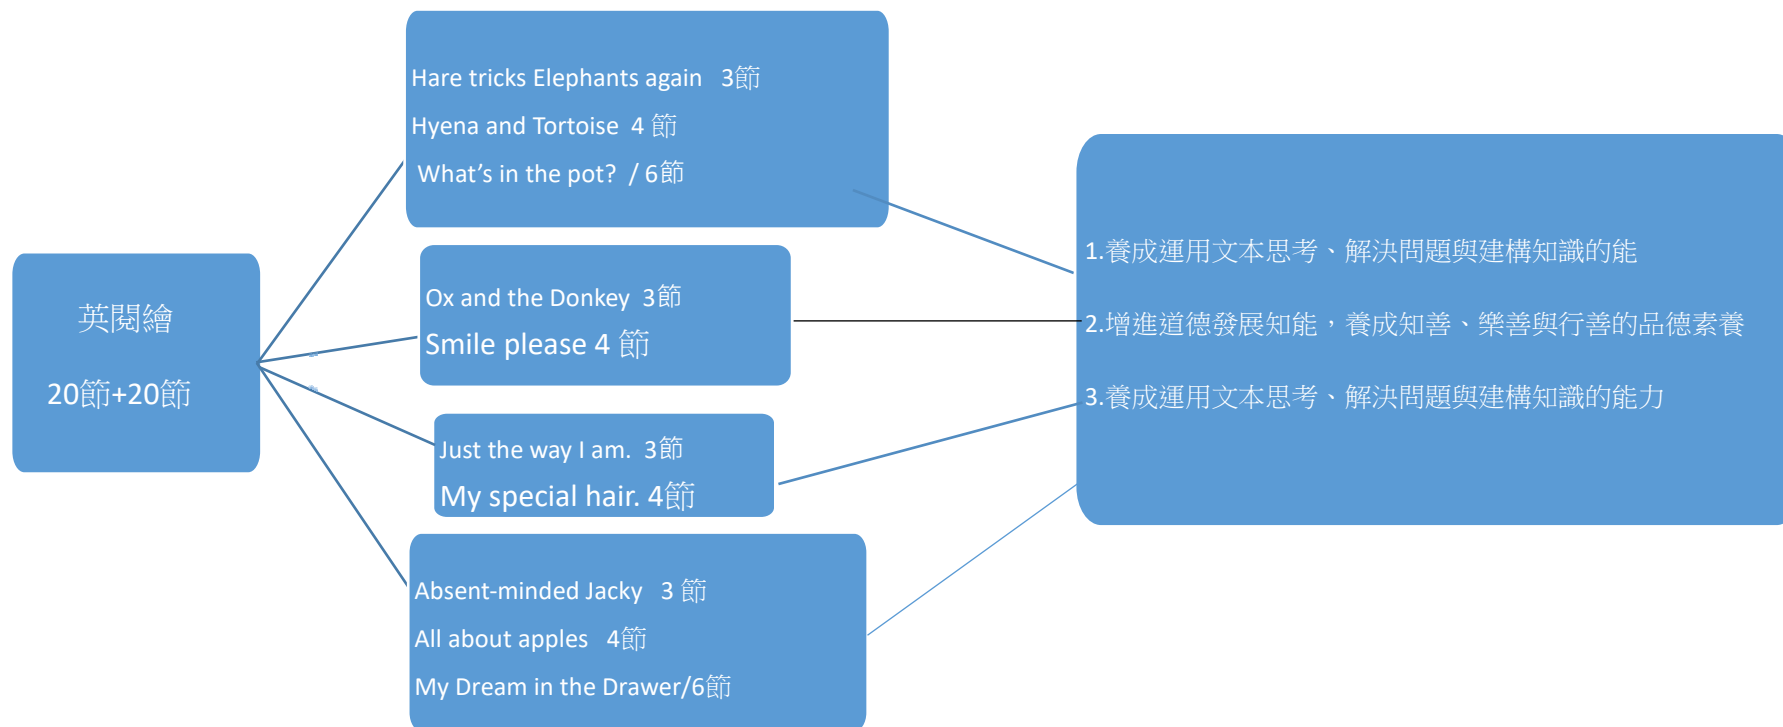 英閱繪
20節+20節
Hare tricks Elephants again 3節
Hyena and Tortoise 4 節
What's in the pot? / 6節
Ox and the Donkey 3節
Smile please 4 節
Just the way I am. 3節
My special hair. 4節
Absent-minded Jacky 3 節
All about apples 4節
My Dream in the Drawer/6節
1.養成運用文本思考、解決問題與建構知識的能
2.增進道德發展知能，養成知善、樂善與行善的品德素養
3.養成運用文本思考、解決問題與建構知識的能力